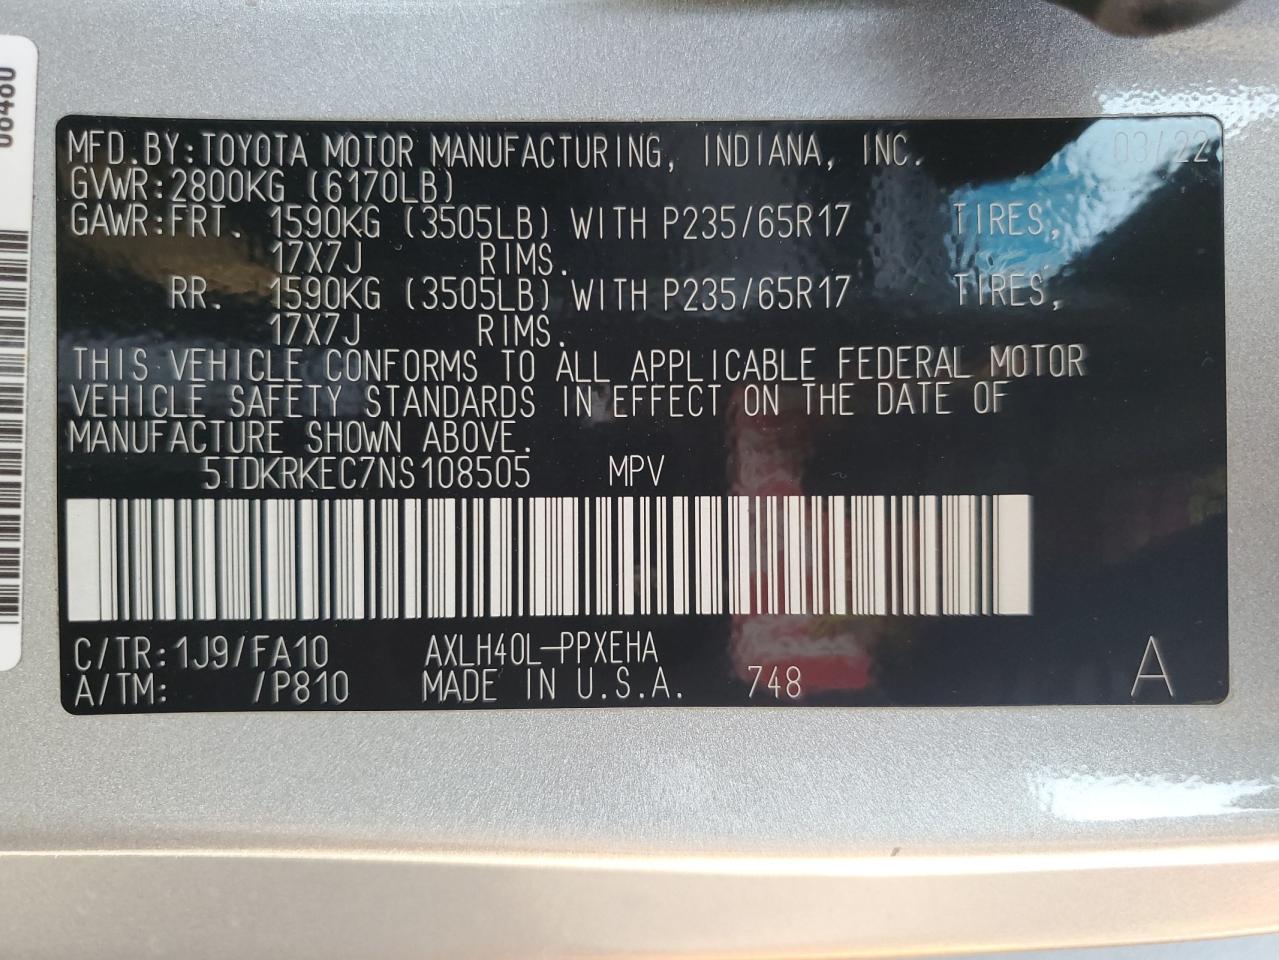 06460
MFD.BY:TOYOTA MOTOR MANUFACTURING, INDIANA, INC. 03/22
GVWR:2800KG (6170LB)
GAWR:FRT. 1590KG (3505LB) WITH P235/65R17 TIRES,
17X7J RIMS.
RR. 1590KG (3505LB) WITH P235/65R17 TIRES,
17X7J RIMS.
THIS VEHICLE CONFORMS TO ALL APPLICABLE FEDERAL MOTOR
VEHICLE SAFETY STANDARDS IN EFFECT ON THE DATE OF
MANUFACTURE SHOWN ABOVE.
5TDKRKEC7NS108505 MPV
C/TR:1J9/FA10 AXLH40L-PPXEHA
A/TM: /P810 MADE IN U.S.A. 748 A